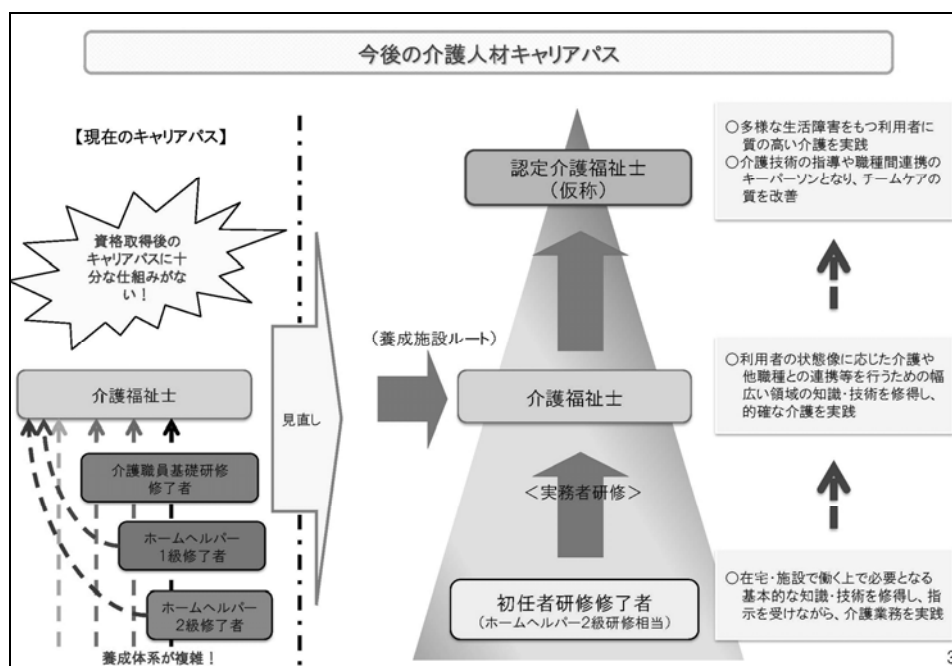 今後の介護人材キャリアパス
【現在のキャリアパス】
資格取得後の
キャリアパスに十
分な仕組みがな
い！
介護福祉士
介護職員基礎研修
修了者
ホームヘルパー
1級修了者
ホームヘルパー
2級修了者
養成体系が複雑！
見直し
(養成施設ルート)
認定介護福祉士
(仮称)
介護福祉士
＜実務者研修＞
初任者研修修了者
(ホームヘルパー2級研修相当)
○多様な生活障害をもつ利用者に
質の高い介護を実践
○介護技術の指導や職種間連携の
キーパーソンとなり、チームケアの
質を改善
○利用者の状態像に応じた介護や
他職種との連携等を行うための幅
広い領域の知識・技術を修得し、
的確な介護を実践
○在宅・施設で働く上で必要となる
基本的な知識・技術を修得し、指
示を受けながら、介護業務を実践
3